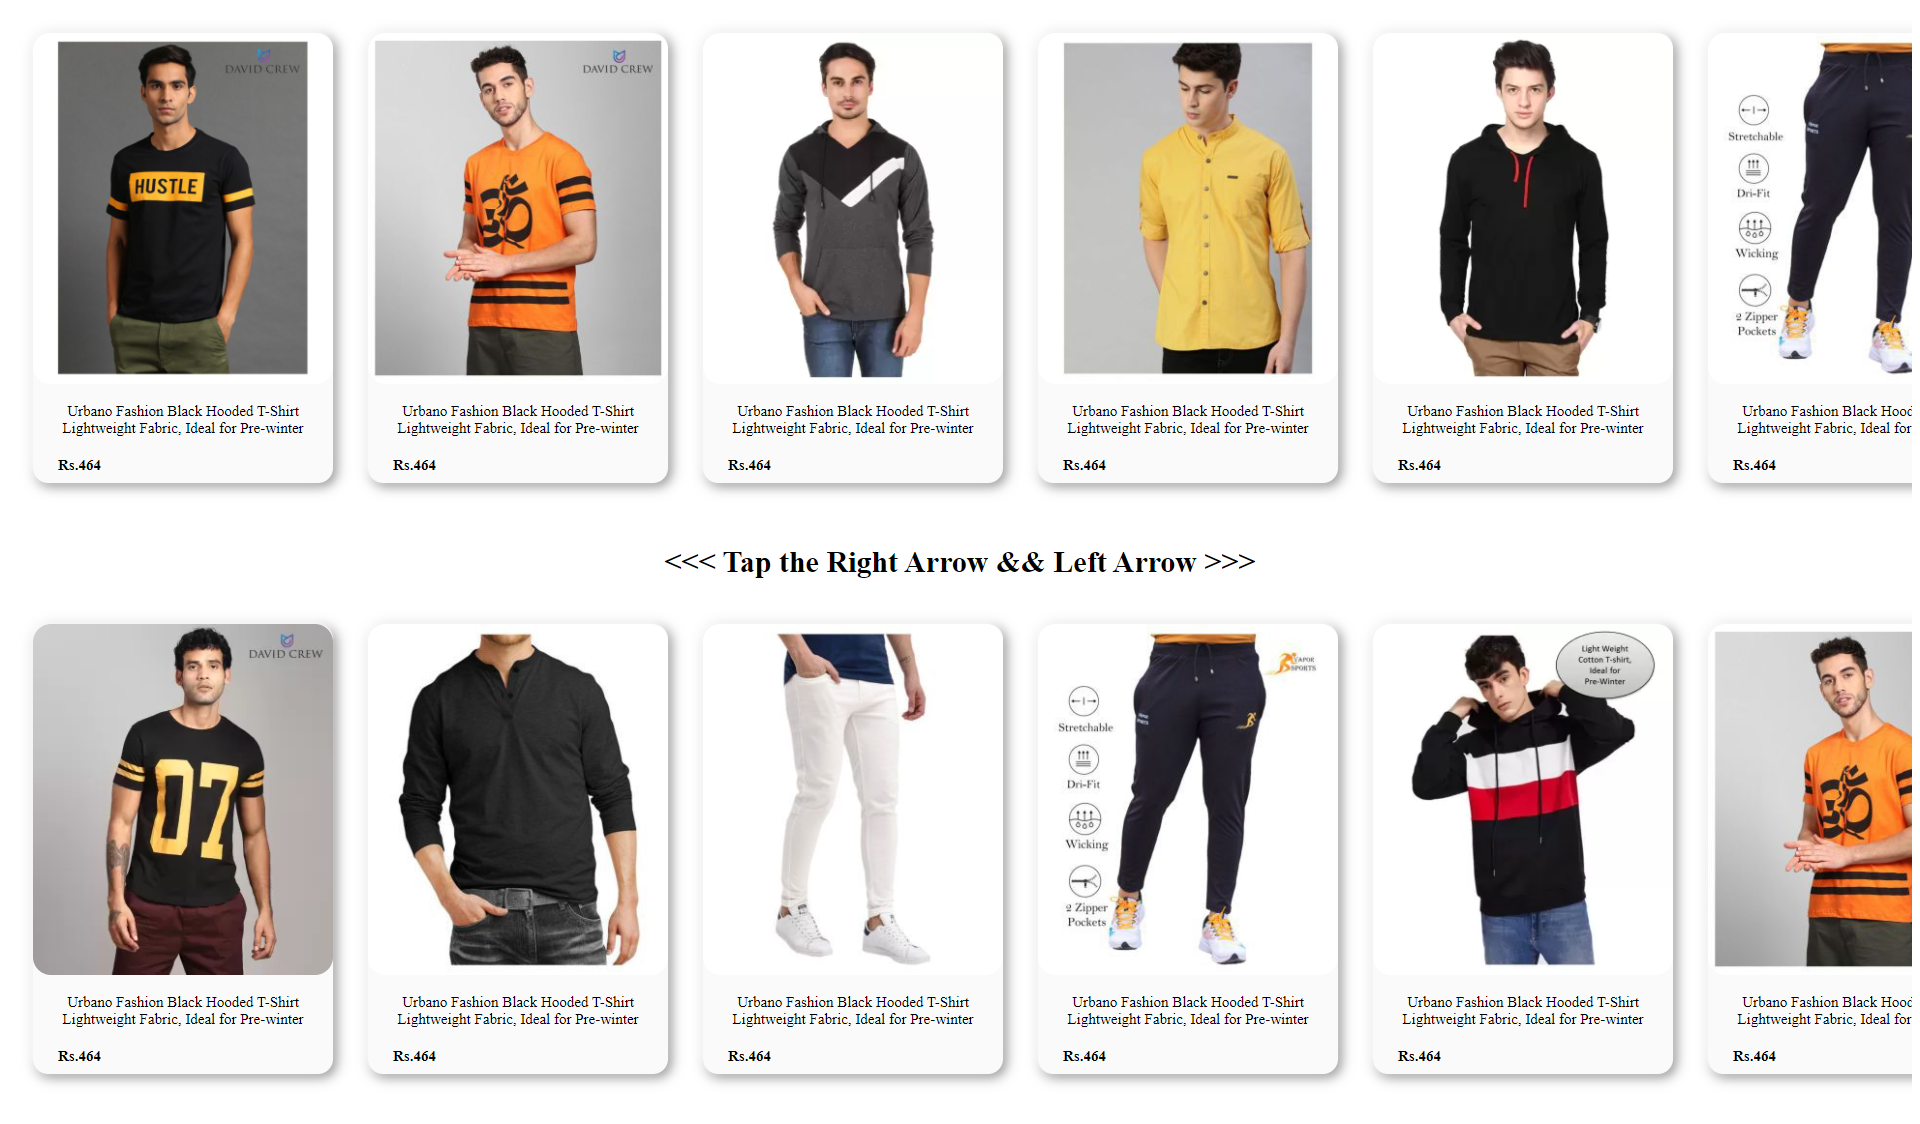 DAVID CREW
HUSTLE
DAVID CREW
Stretchable
Dri-Fit
Wicking
2 Zipper
Pockets
Urbano Fashion Black Hooded T-Shirt
Lightweight Fabric, Ideal for Pre-winter
Rs.464
Urbano Fashion Black Hooded T-Shirt
Lightweight Fabric, Ideal for Pre-winter
Rs.464
Urbano Fashion Black Hooded T-Shirt
Lightweight Fabric, Ideal for Pre-winter
Rs.464
Urbano Fashion Black Hooded T-Shirt
Lightweight Fabric, Ideal for Pre-winter
Rs.464
Urbano Fashion Black Hooded T-Shirt
Lightweight Fabric, Ideal for Pre-winter
Rs.464
Urbano Fashion Black Hood
Lightweight Fabric, Ideal for
Rs.464
<<< Tap the Right Arrow && Left Arrow >>>
DAVID CREW
07
VAPOR
SPORTS
Stretchable
Dri-Fit
Wicking
2 Zipper
Pockets
Light Weight
Cotton T-shirt,
Ideal for
Pre-Winter
Urbano Fashion Black Hooded T-Shirt
Lightweight Fabric, Ideal for Pre-winter
Rs.464
Urbano Fashion Black Hooded T-Shirt
Lightweight Fabric, Ideal for Pre-winter
Rs.464
Urbano Fashion Black Hooded T-Shirt
Lightweight Fabric, Ideal for Pre-winter
Rs.464
Urbano Fashion Black Hooded T-Shirt
Lightweight Fabric, Ideal for Pre-winter
Rs.464
Urbano Fashion Black Hooded T-Shirt
Lightweight Fabric, Ideal for Pre-winter
Rs.464
Urbano Fashion Black Hood
Lightweight Fabric, Ideal for
Rs.464